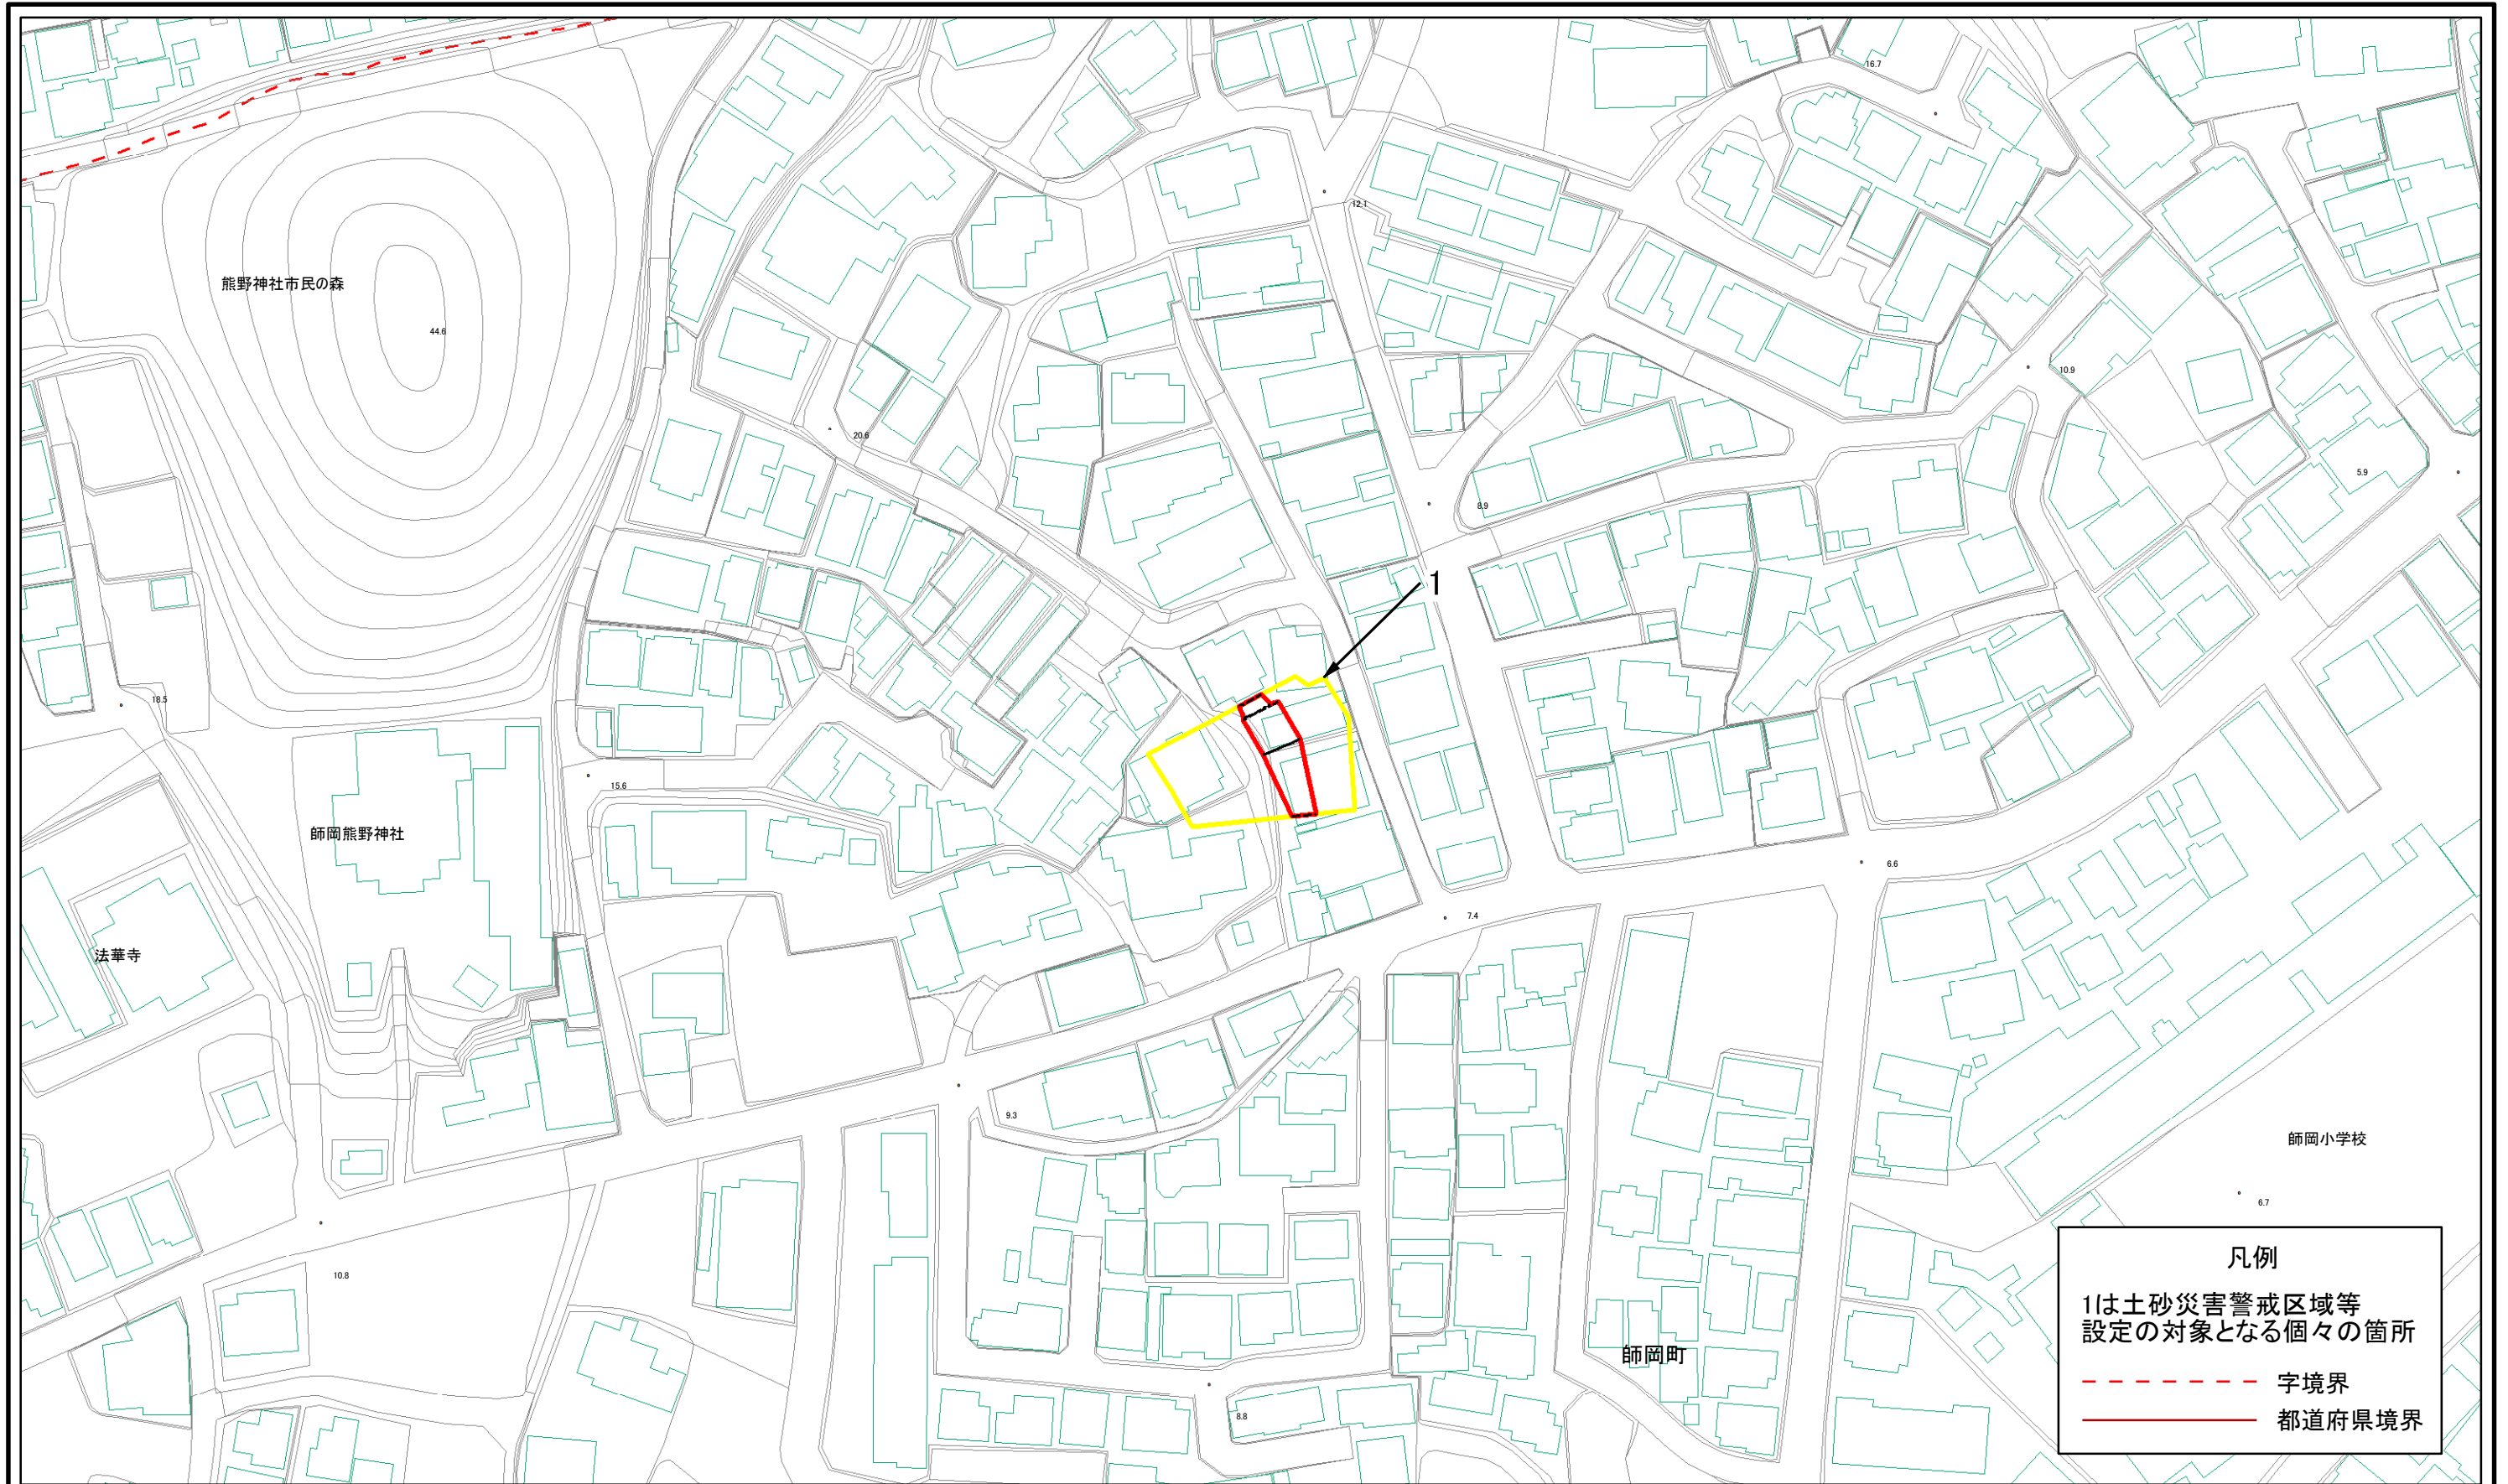 16.7
12.1
熊野神社市民の森
44.6
10.9
20.6
5.9
8.9
1
18.5
15.6
師岡熊野神社
6.6
7.4
法華寺
9.3
師岡小学校
6.7
10.8
師岡町
8.8
凡例
1は土砂災害警戒区域等
設定の対象となる個々の箇所
字境界
都道府県境界